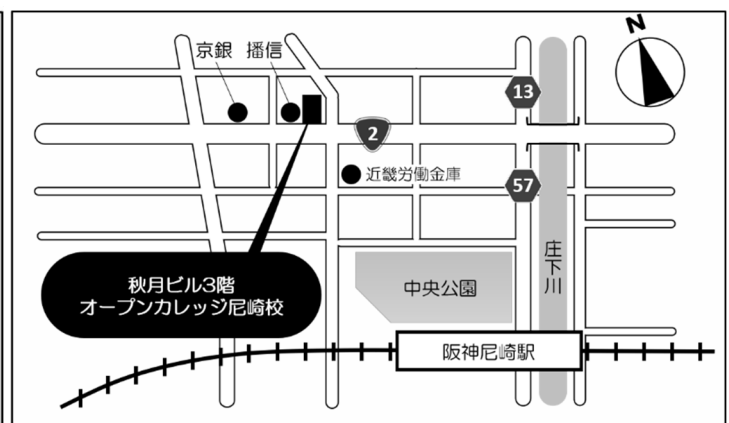 N
京銀 播信
13
2
近畿労働金庫
57
庄下川
秋月ビル3階
オープンカレッジ尼崎校
中央公園
阪神尼崎駅